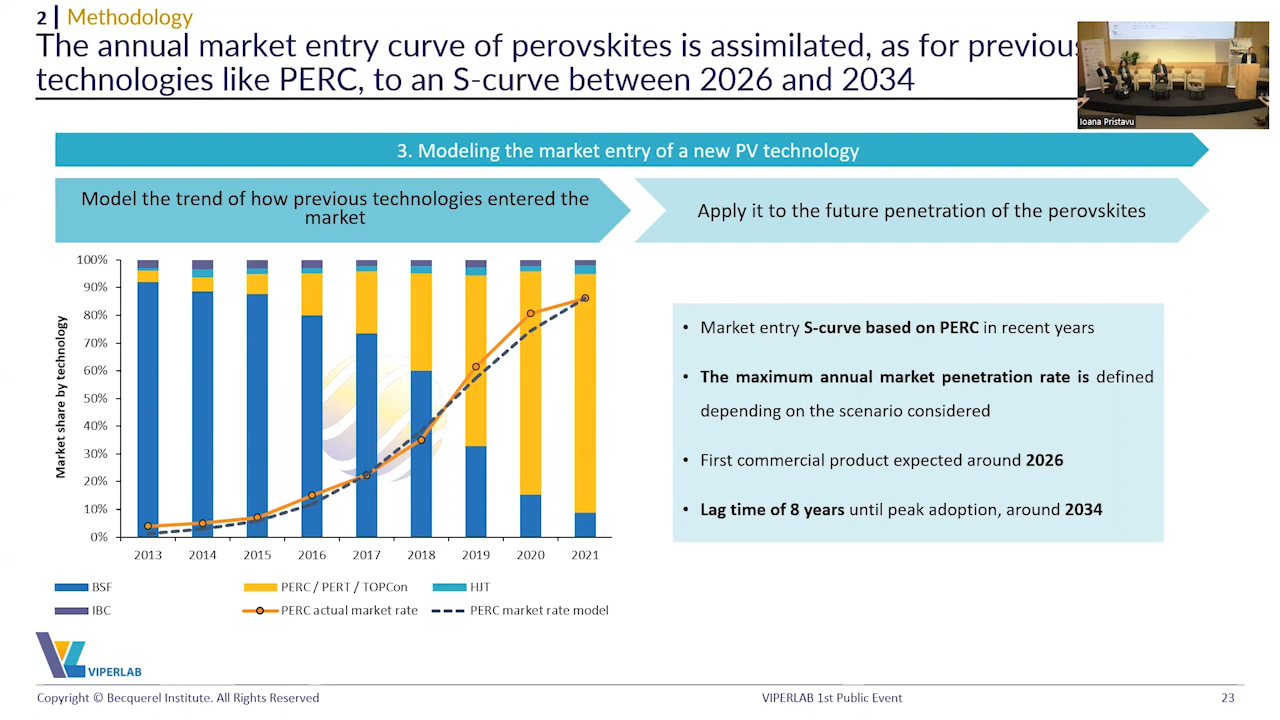 2 | Methodology
The annual market entry curve of perovskites is assimilated, as for previous
technologies like PERC, to an S-curve between 2026 and 2034
Ioana Pristavu
3. Modeling the market entry of a new PV technology
Model the trend of how previous technologies entered the
market
Apply it to the future penetration of the perovskites
Market share by technology
100%
90%
80%
70%
60%
50%
40%
30%
20%
10%
0%
2013 2014 2015 2016 2017 2018 2019 2020 2021
BSF PERC / PERT / TOPCon HJT
IBC PERC actual market rate PERC market rate model
• Market entry S-curve based on PERC in recent years
• The maximum annual market penetration rate is defined
depending on the scenario considered
• First commercial product expected around 2026
• Lag time of 8 years until peak adoption, around 2034
VIPERLAB
Copyright © Becquerel Institute. All Rights Reserved
VIPERLAB 1st Public Event
23